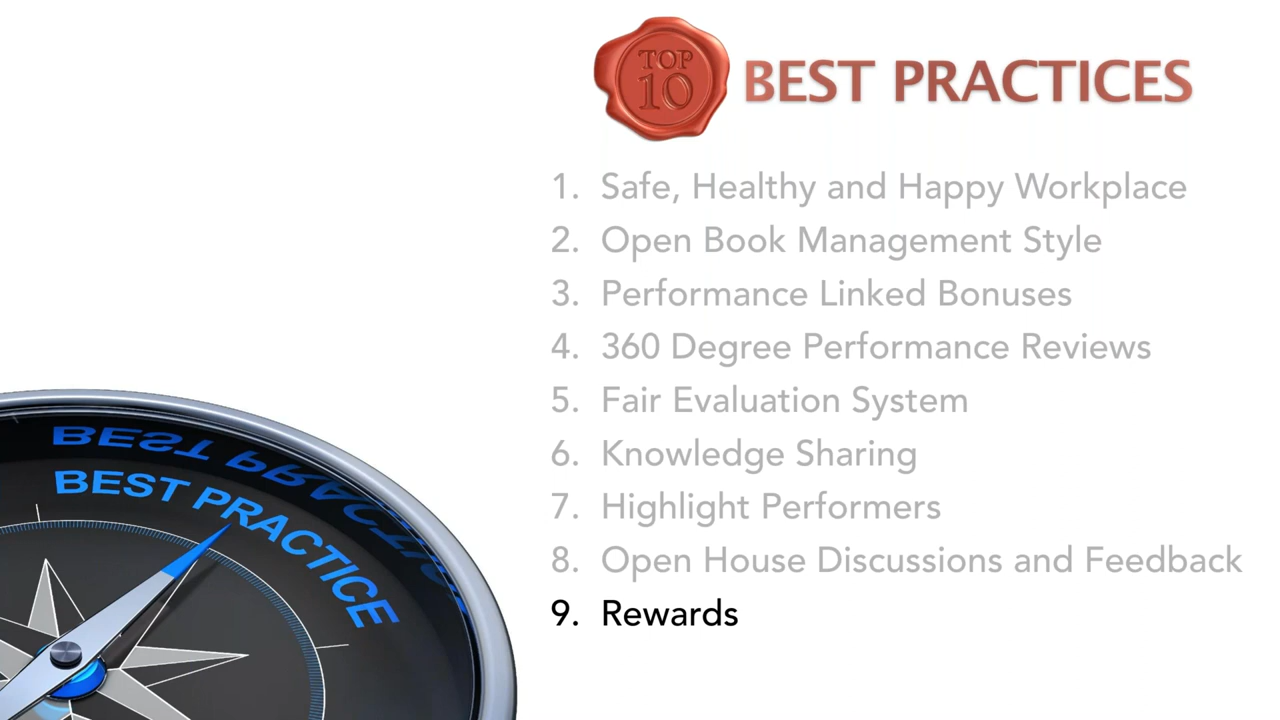 TOP
10
BEST PRACTICES
1. Safe, Healthy and Happy Workplace
2. Open Book Management Style
3. Performance Linked Bonuses
4. 360 Degree Performance Reviews
5. Fair Evaluation System
6. Knowledge Sharing
7. Highlight Performers
8. Open House Discussions and Feedback
9. Rewards
BEST PRACTICE
BEST PRACTICE